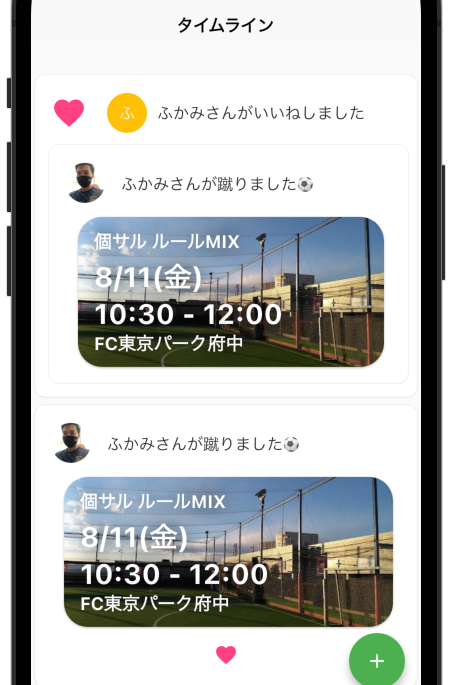 タイムライン
ふ
ふかみさんがいいねしました
ふかみさんが蹴りました⚽
個サル ルールMIX
8/11(金)
10:30 - 12:00
FC東京パーク府中
ふかみさんが蹴りました⚽
個サル ルールMIX
8/11(金)
10:30 - 12:00
FC東京パーク府中